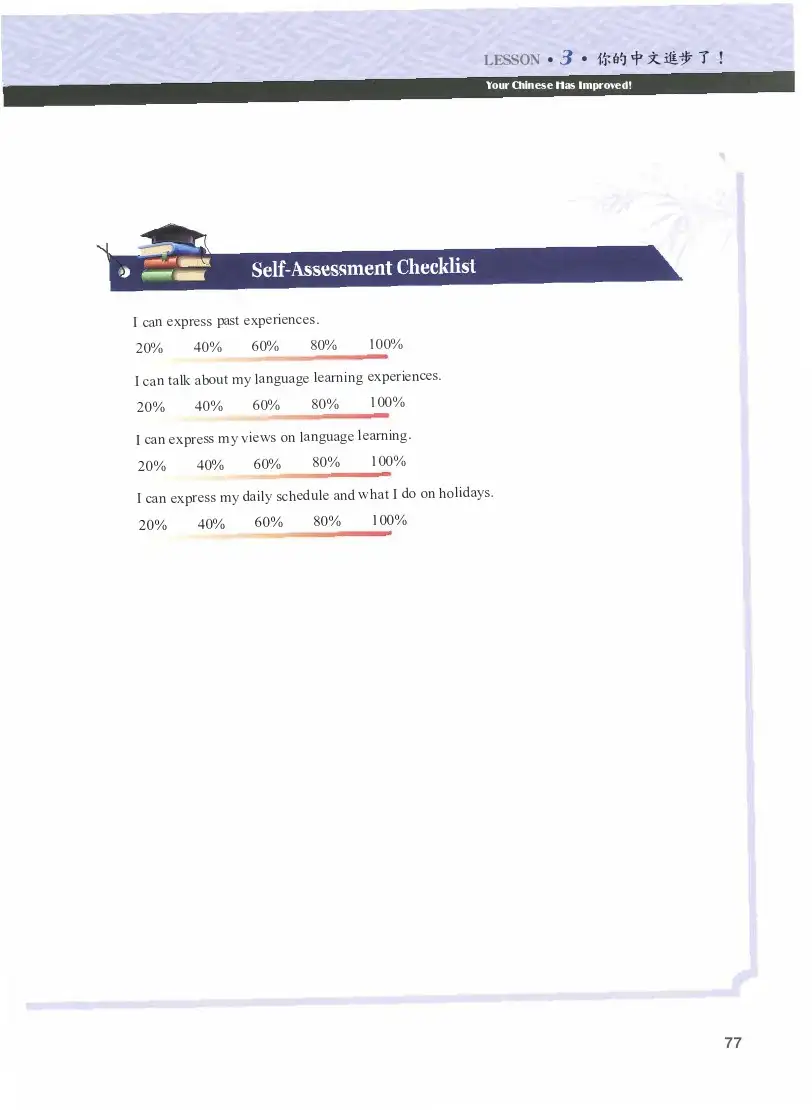 LESSON • 3 • 你的中文進步了！
Your Chinese Has Improved!
Self-Assessment Checklist
I can express past experiences.
20% 40% 60% 80% 100%
I can talk about my language learning experiences.
20% 40% 60% 80% 100%
I can express my views on language learning.
20% 40% 60% 80% 100%
I can express my daily schedule and what I do on holidays.
20% 40% 60% 80% 100%
77